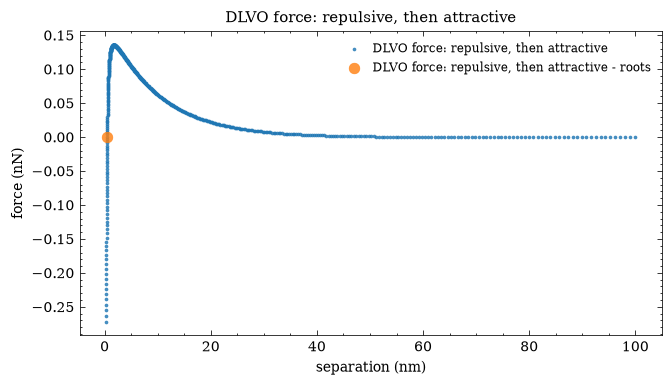 DLVO force: repulsive, then attractive
DLVO force: repulsive, then attractive
DLVO force: repulsive, then attractive - roots
force (nN)
0.15
0.10
0.05
0.00
−0.05
−0.10
−0.15
−0.20
−0.25
0 20 40 60 80 100
separation (nm)